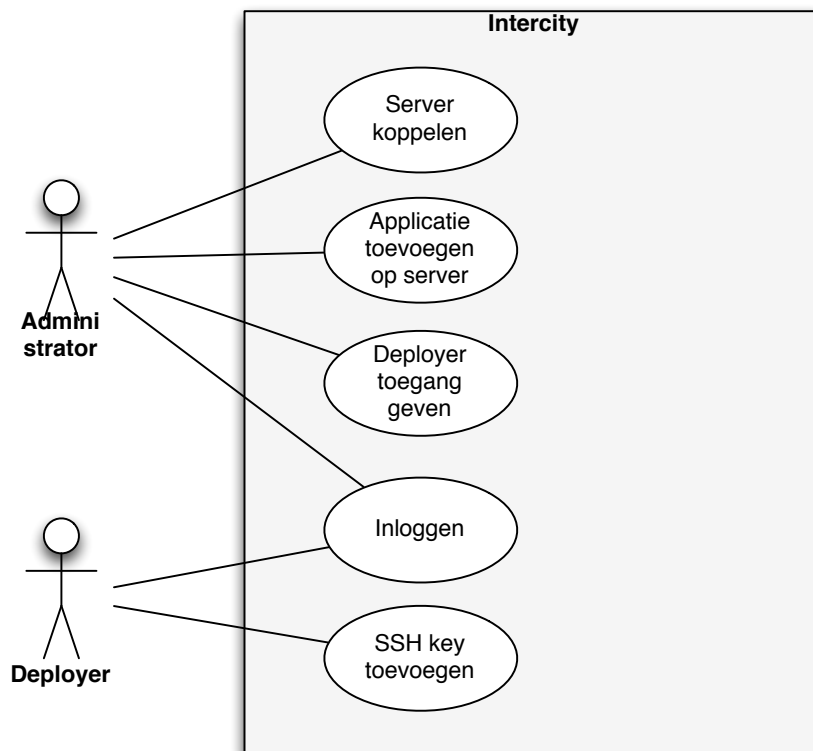 Intercity
Server
koppelen
Applicatie
toevoegen
op server
Deployer
toegang
geven
Inloggen
SSH key
toevoegen
Admini
strator
Deployer